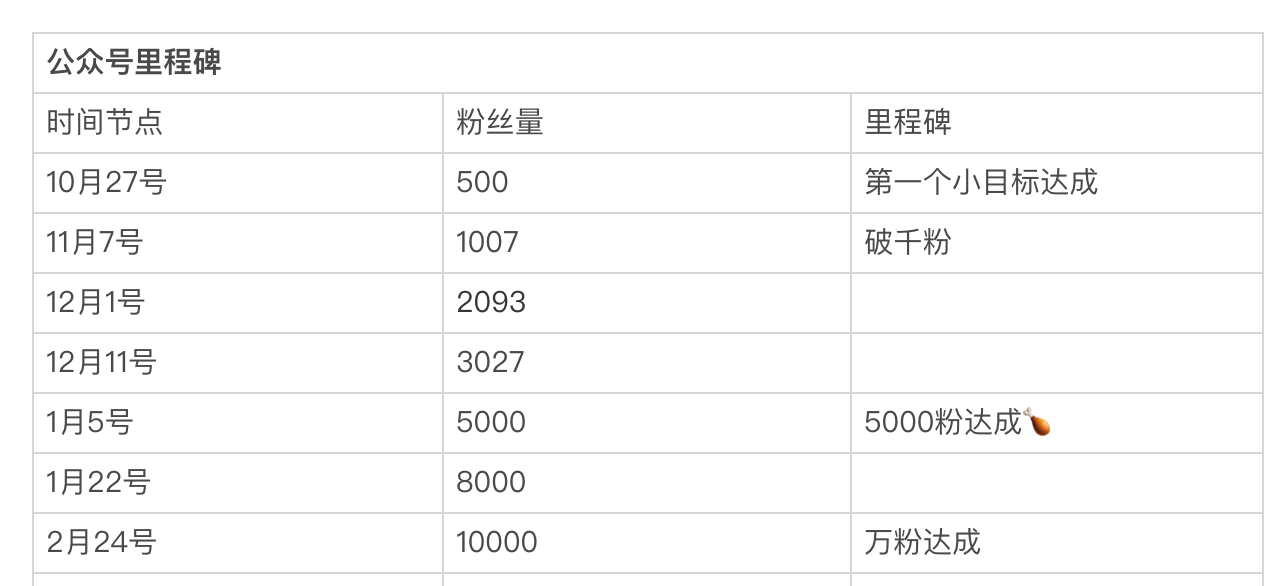 公众号里程碑
时间节点 粉丝量 里程碑
10月27号 500 第一个小目标达成
11月7号 1007 破千粉
12月1号 2093
12月11号 3027
1月5号 5000 5000粉达成🍗
1月22号 8000
2月24号 10000 万粉达成